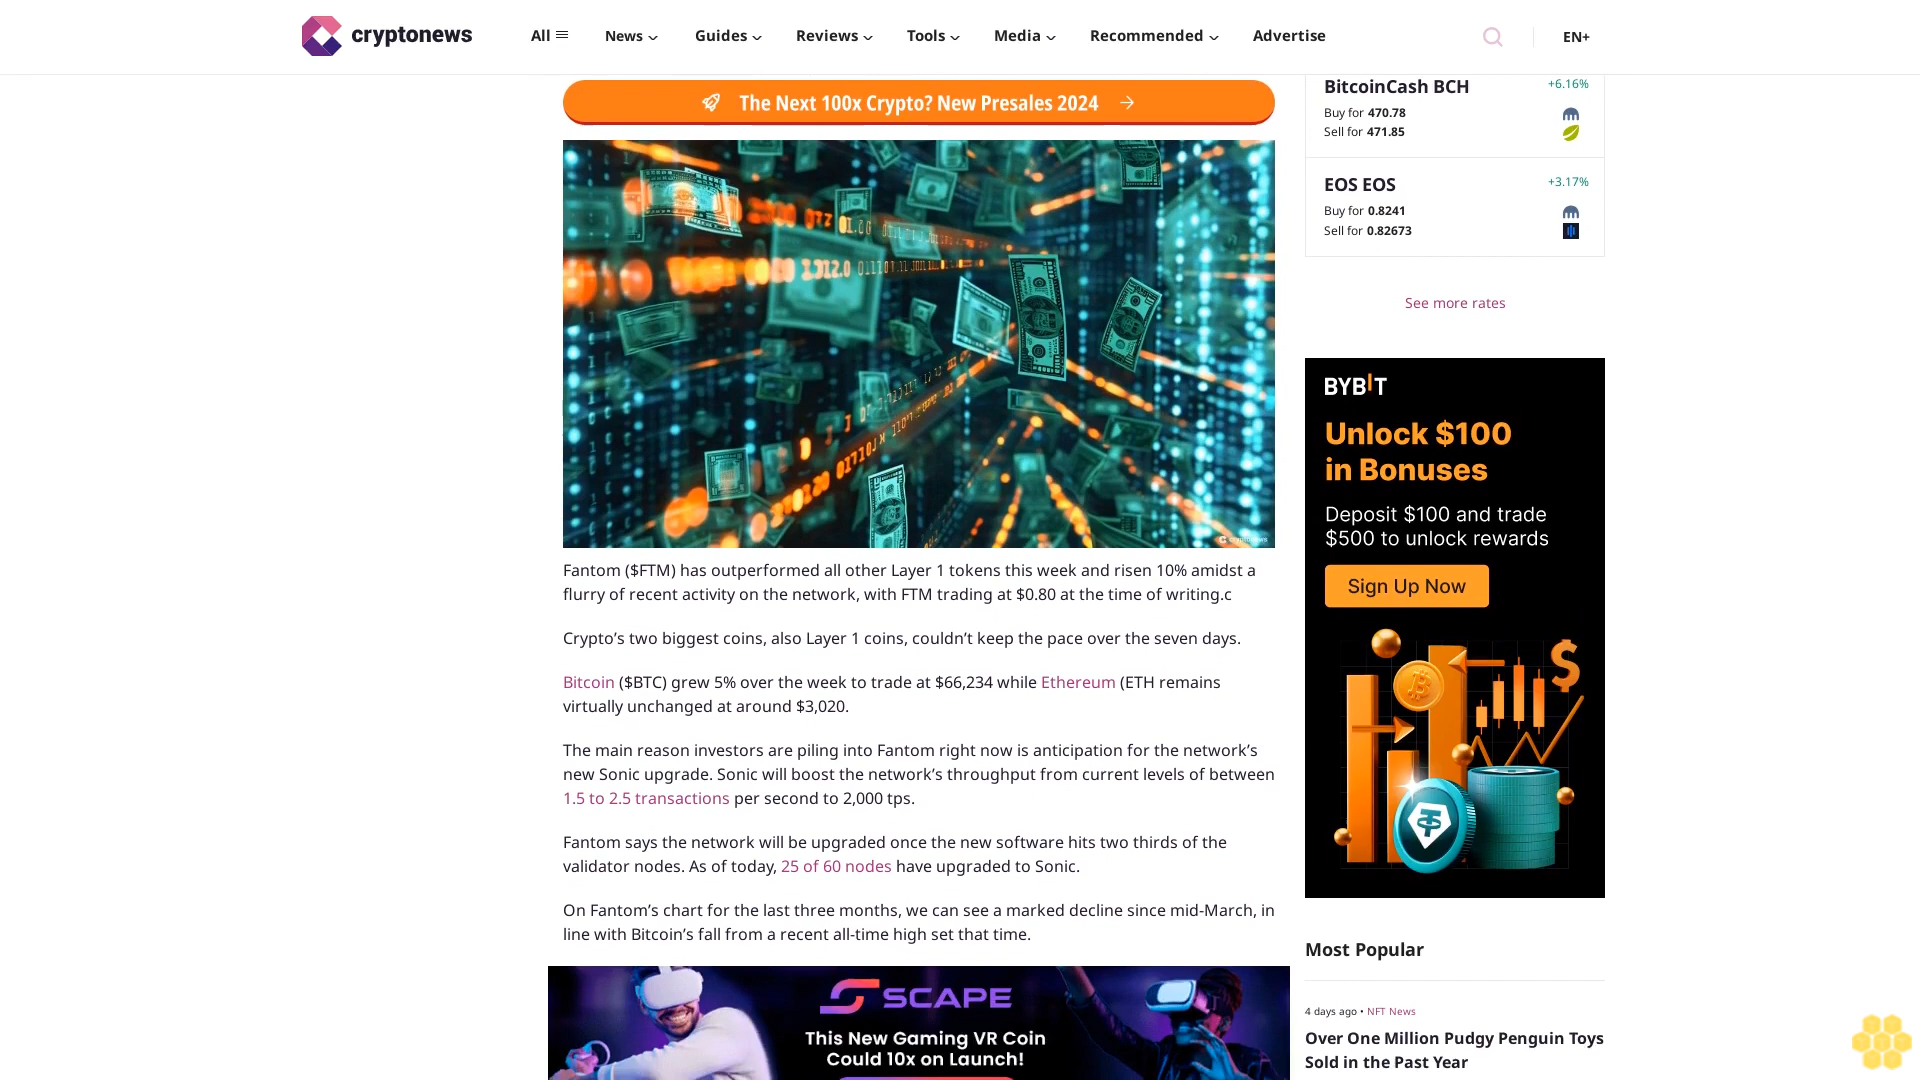 cryptonews
All
News
Guides
Reviews
Tools
Media
Recommended
Advertise
EN+
The Next 100x Crypto? New Presales 2024
cryptonews
Fantom ($FTM) has outperformed all other Layer 1 tokens this week and risen 10% amidst a
flurry of recent activity on the network, with FTM trading at $0.80 at the time of writing.c
Crypto’s two biggest coins, also Layer 1 coins, couldn’t keep the pace over the seven days.
Bitcoin ($BTC) grew 5% over the week to trade at $66,234 while Ethereum (ETH remains
virtually unchanged at around $3,020.
The main reason investors are piling into Fantom right now is anticipation for the network’s
new Sonic upgrade. Sonic will boost the network’s throughput from current levels of between
1.5 to 2.5 transactions per second to 2,000 tps.
Fantom says the network will be upgraded once the new software hits two thirds of the
validator nodes. As of today, 25 of 60 nodes have upgraded to Sonic.
On Fantom’s chart for the last three months, we can see a marked decline since mid-March, in
line with Bitcoin’s fall from a recent all-time high set that time.
SCAPE
This New Gaming VR Coin
Could 10x on Launch!
BitcoinCash BCH
+6.16%
Buy for 470.78
Sell for 471.85
EOS EOS
+3.17%
Buy for 0.8241
Sell for 0.82673
See more rates
BYBIT
Unlock $100
in Bonuses
Deposit $100 and trade
$500 to unlock rewards
Sign Up Now
Most Popular
4 days ago • NFT News
Over One Million Pudgy Penguin Toys
Sold in the Past Year